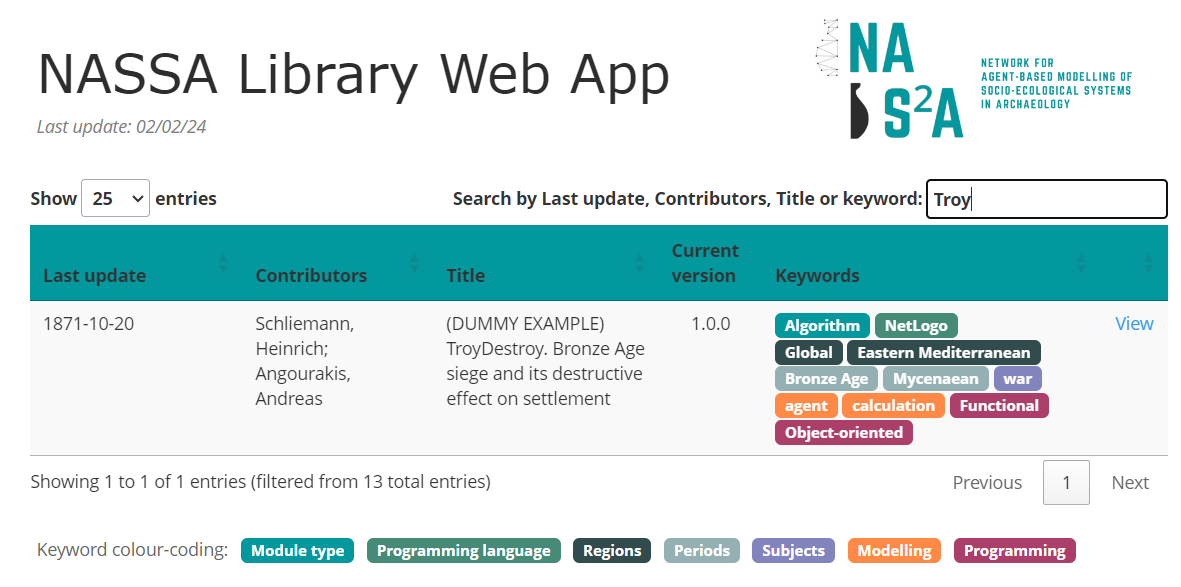 NASSA Library Web App
Last update: 02/02/24
NA
S2A
NETWORK FOR
AGENT-BASED MODELLING OF
SOCIO-ECOLOGICAL SYSTEMS
IN ARCHAEOLOGY
Show 25 entries
Search by Last update, Contributors, Title or keyword: Troy
Last update Contributors Title Current version Keywords
1871-10-20
Schliemann,
Heinrich;
Angourakis,
Andreas
(DUMMY EXAMPLE)
TroyDestroy. Bronze Age
siege and its destructive
effect on settlement
1.0.0
Algorithm NetLogo
Global Eastern Mediterranean
Bronze Age Mycenaean war
agent calculation Functional
Object-oriented
View
Showing 1 to 1 of 1 entries (filtered from 13 total entries)
Previous 1 Next
Keyword colour-coding: Module type Programming language Regions Periods Subjects Modelling Programming